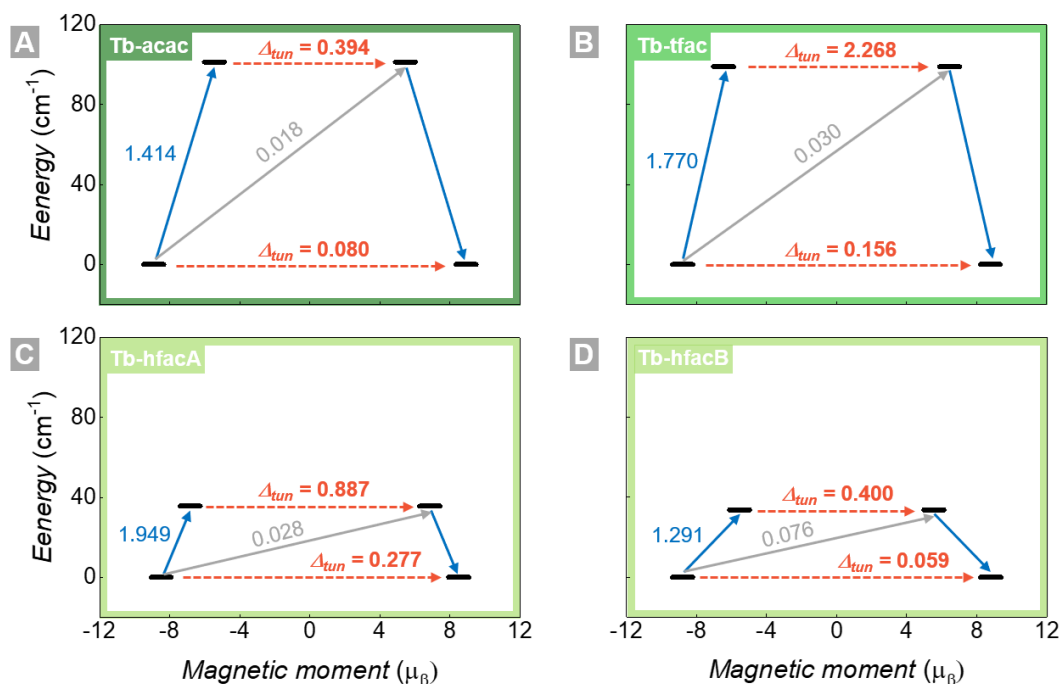 A
Tb-acac
Δtun = 0.394
1.414
0.018
Δtun = 0.080
120
80
40
0
Eenergy (cm⁻¹)
B
Tb-tfac
Δtun = 2.268
1.770
0.030
Δtun = 0.156
C
Tb-hfacA
Δtun = 0.887
1.949
0.028
Δtun = 0.277
120
80
40
0
Eenergy (cm⁻¹)
-12 -8 -4 0 4 8 12
Magnetic moment (μβ)
D
Tb-hfacB
Δtun = 0.400
1.291
0.076
Δtun = 0.059
-12 -8 -4 0 4 8 12
Magnetic moment (μβ)